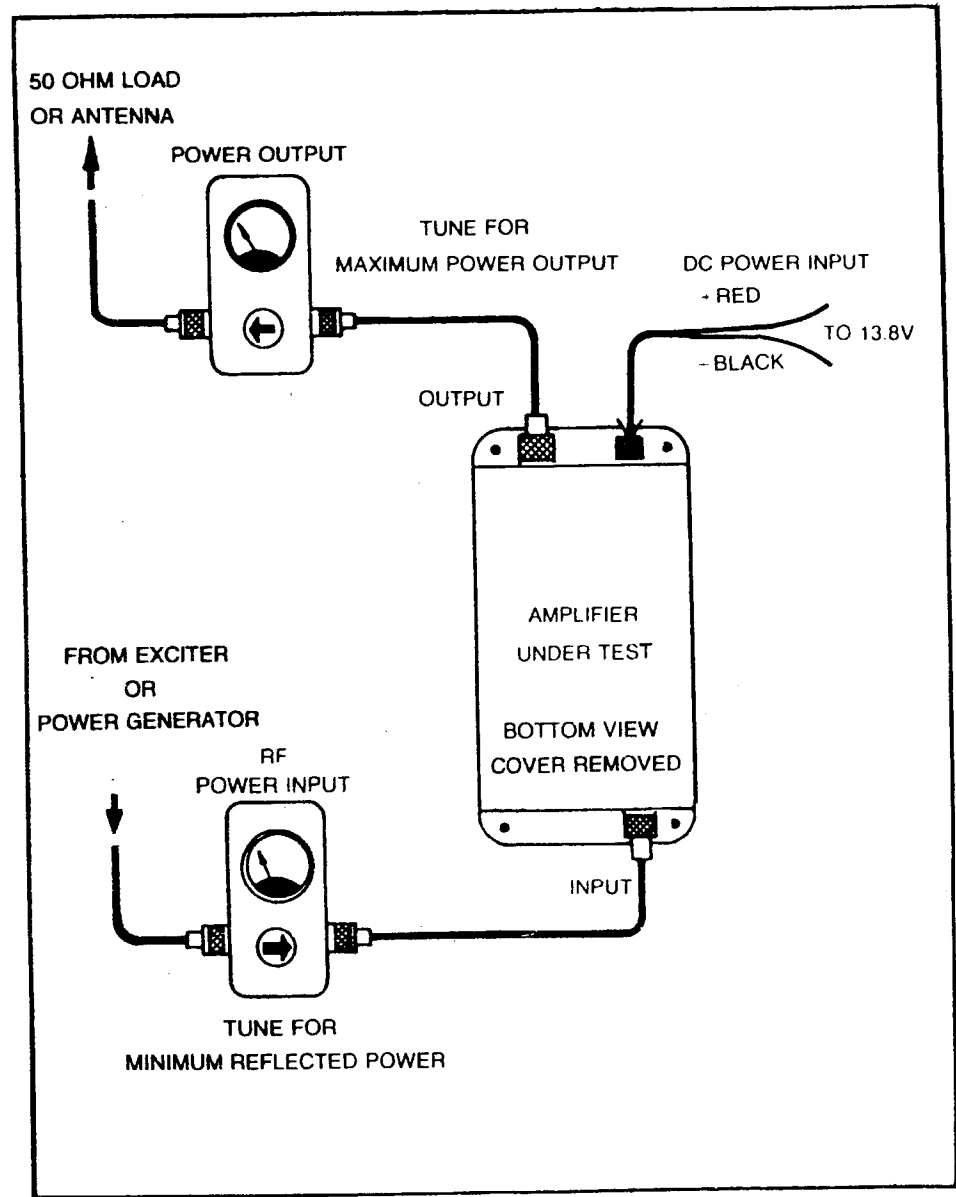 50 OHM LOAD
OR ANTENNA
POWER OUTPUT
TUNE FOR
MAXIMUM POWER OUTPUT
DC POWER INPUT
+ RED
TO 13.8V
- BLACK
OUTPUT
AMPLIFIER
UNDER TEST
BOTTOM VIEW
COVER REMOVED
FROM EXCITER
OR
POWER GENERATOR
RF
POWER INPUT
INPUT
TUNE FOR
MINIMUM REFLECTED POWER